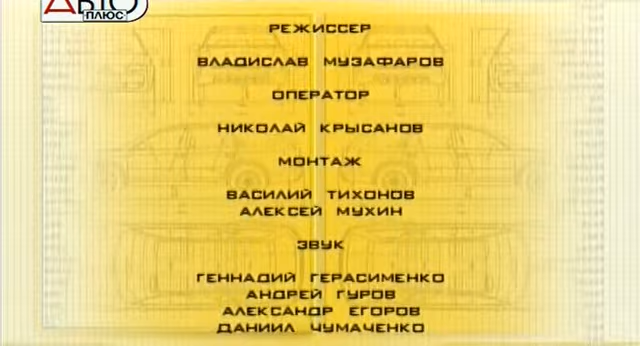 АВТО
ПЛЮС
РЕЖИССЕР
ВЛАДИСЛАВ МУЗАФАРОВ
ОПЕРАТОР
НИКОЛАЙ КРЫСАНОВ
МОНТАЖ
ВАСИЛИЙ ТИХОНОВ
АЛЕКСЕЙ МУХИН
ЗВУК
ГЕННАДИЙ ГЕРАСИМЕНКО
АНДРЕЙ ГУРОВ
АЛЕКСАНДР ЕГОРОВ
ДАНИИЛ ЧУМАЧЕНКО